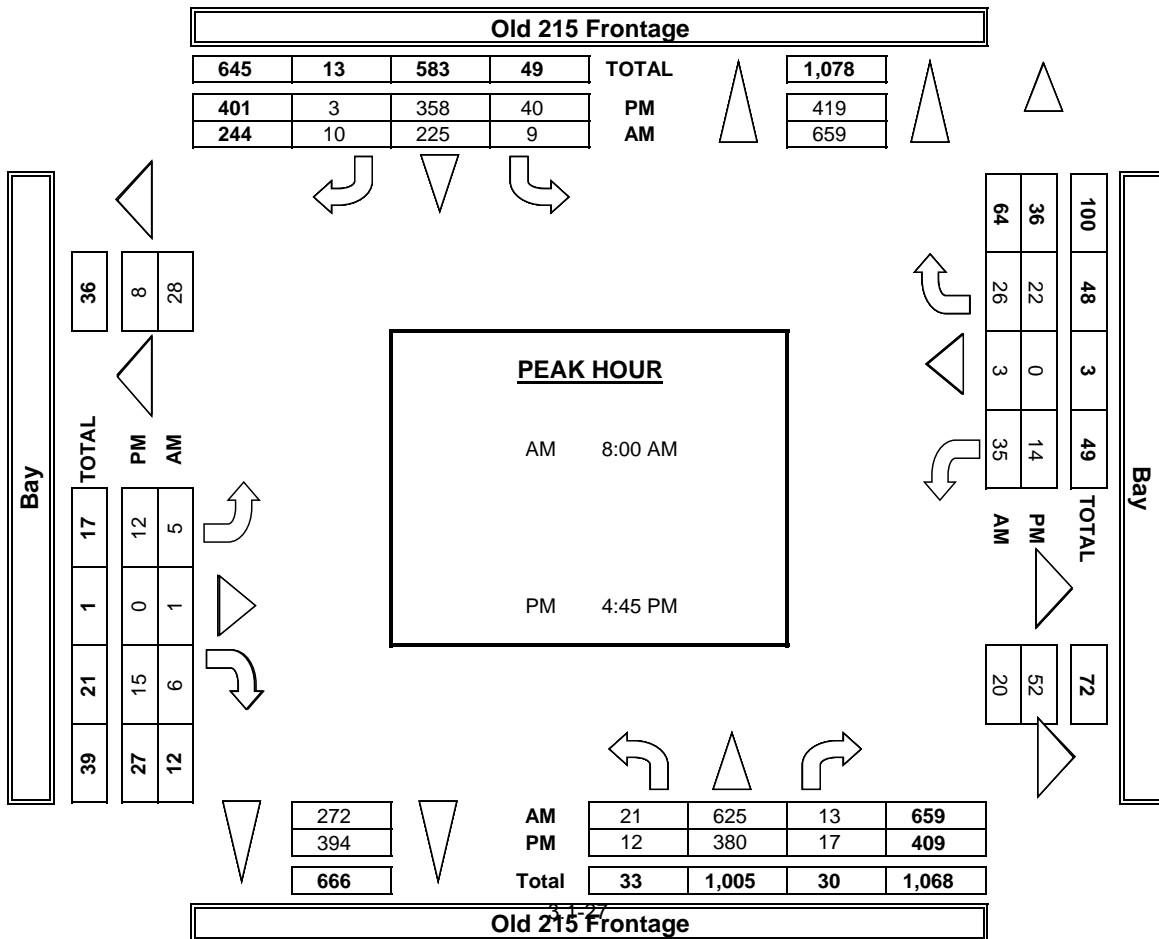 Old 215 Frontage
645 13 583 49 TOTAL 1,078
401 3 358 40 PM 419
244 10 225 9 AM 659
Bay
36 8 28
TOTAL PM AM
17 12 5
1 0 1
21 15 6
39 27 12
PEAK HOUR
AM 8:00 AM
PM 4:45 PM
64 36 100
26 22 48
3 0 3
35 14 49
AM PM TOTAL
20 52 72
Bay
272 AM 21 625 13 659
394 PM 12 380 17 409
666 Total 33 1,005 30 1,068
3.1-27
Old 215 Frontage